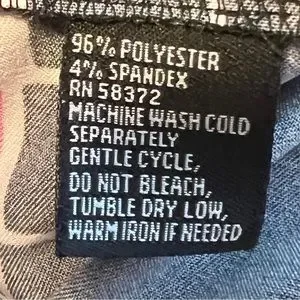 96% POLYESTER
4% SPANDEX
RN 58372
MACHINE WASH COLD
SEPARATELY
GENTLE CYCLE,
DO NOT BLEACH,
TUMBLE DRY LOW,
WARM IRON IF NEEDED